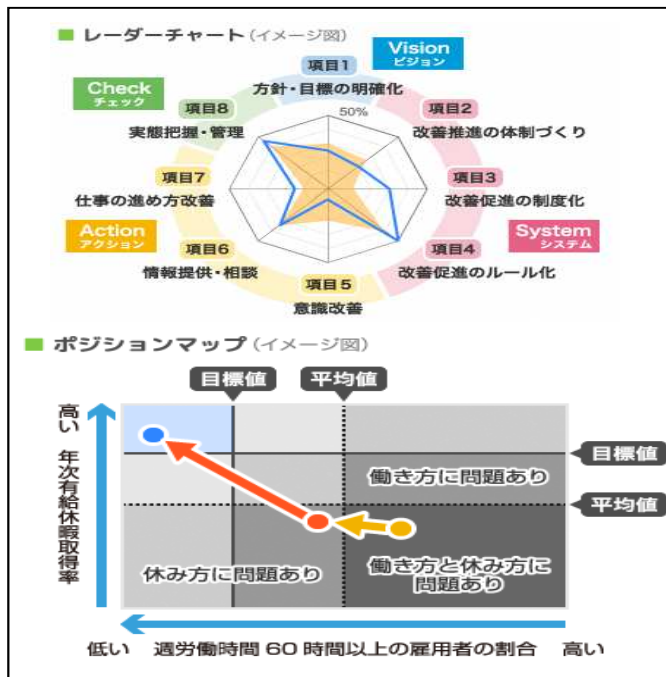 ■ レーダーチャート(イメージ図)
Vision
ビジョン
項目1
方針・目標の明確化
Check
チェック
50%
項目8
実態把握・管理
項目2
改善推進の体制づくり
項目7
仕事の進め方改善
項目3
改善促進の制度化
Action
アクション
System
システム
項目6
情報提供・相談
項目4
改善促進のルール化
項目5
意識改善
■ ポジションマップ(イメージ図)
目標値
平均値
高い
年次有給休暇取得率
目標値
働き方に問題あり
平均値
休み方に問題あり
働き方と休み方に
問題あり
低い 週労働時間60時間以上の雇用者の割合 高い